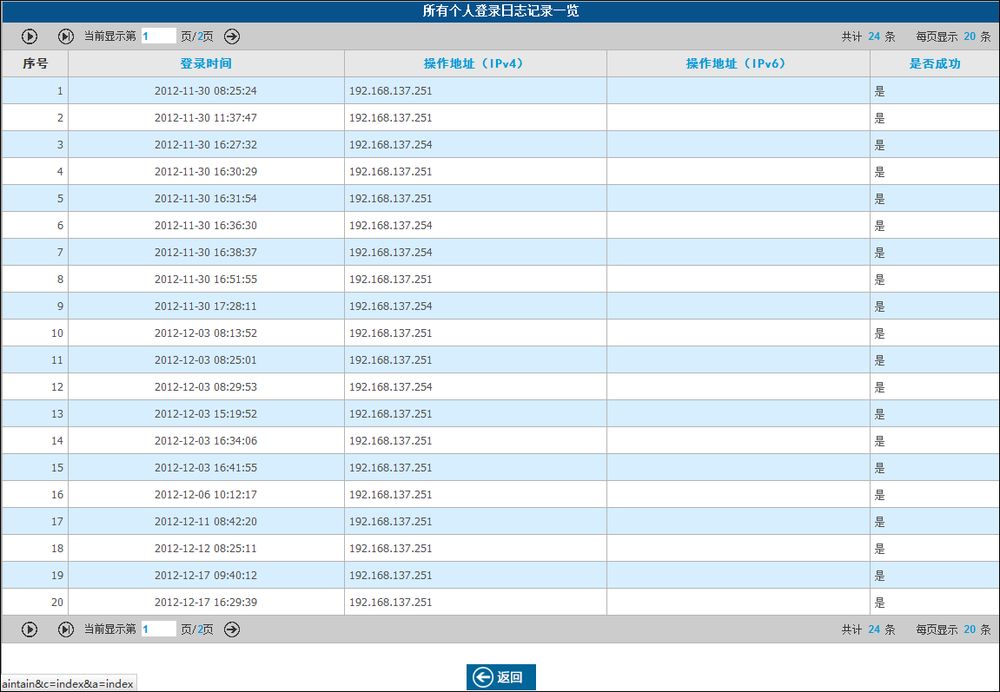 所有个人登录日志记录一览
当前显示第 1 页/2页 共计 24 条 每页显示 20 条
序号 登录时间 操作地址（IPv4） 操作地址（IPv6） 是否成功
1 2012-11-30 08:25:24 192.168.137.251 是
2 2012-11-30 11:37:47 192.168.137.251 是
3 2012-11-30 16:27:32 192.168.137.254 是
4 2012-11-30 16:30:29 192.168.137.251 是
5 2012-11-30 16:31:54 192.168.137.251 是
6 2012-11-30 16:36:30 192.168.137.254 是
7 2012-11-30 16:38:37 192.168.137.254 是
8 2012-11-30 16:51:55 192.168.137.251 是
9 2012-11-30 17:28:11 192.168.137.254 是
10 2012-12-03 08:13:52 192.168.137.251 是
11 2012-12-03 08:25:01 192.168.137.251 是
12 2012-12-03 08:29:53 192.168.137.254 是
13 2012-12-03 15:19:52 192.168.137.251 是
14 2012-12-03 16:34:06 192.168.137.251 是
15 2012-12-03 16:41:55 192.168.137.251 是
16 2012-12-06 10:12:17 192.168.137.251 是
17 2012-12-11 08:42:20 192.168.137.251 是
18 2012-12-12 08:25:11 192.168.137.251 是
19 2012-12-17 09:40:12 192.168.137.251 是
20 2012-12-17 16:29:39 192.168.137.251 是
当前显示第 1 页/2页 共计 24 条 每页显示 20 条
返回
aintain&c=index&a=index